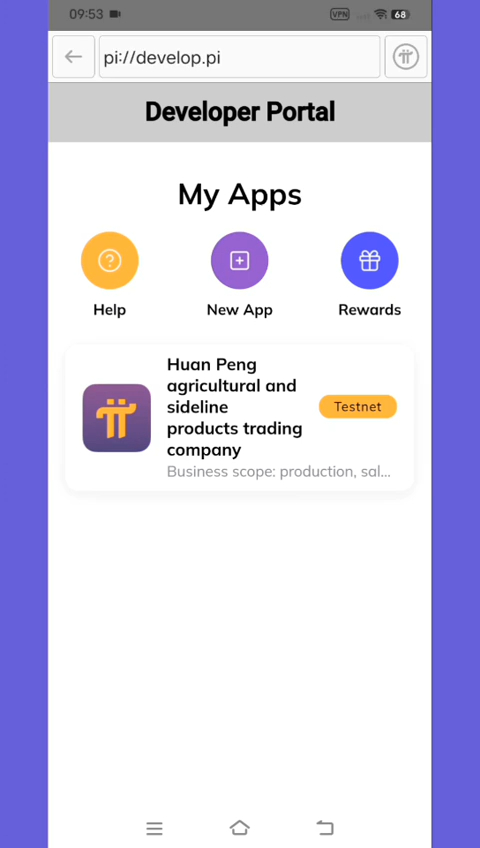 09:53
VPN
68
pi://develop.pi
Developer Portal
My Apps
Help
New App
Rewards
Huan Peng
agricultural and
sideline
products trading
company
Testnet
Business scope: production, sal...